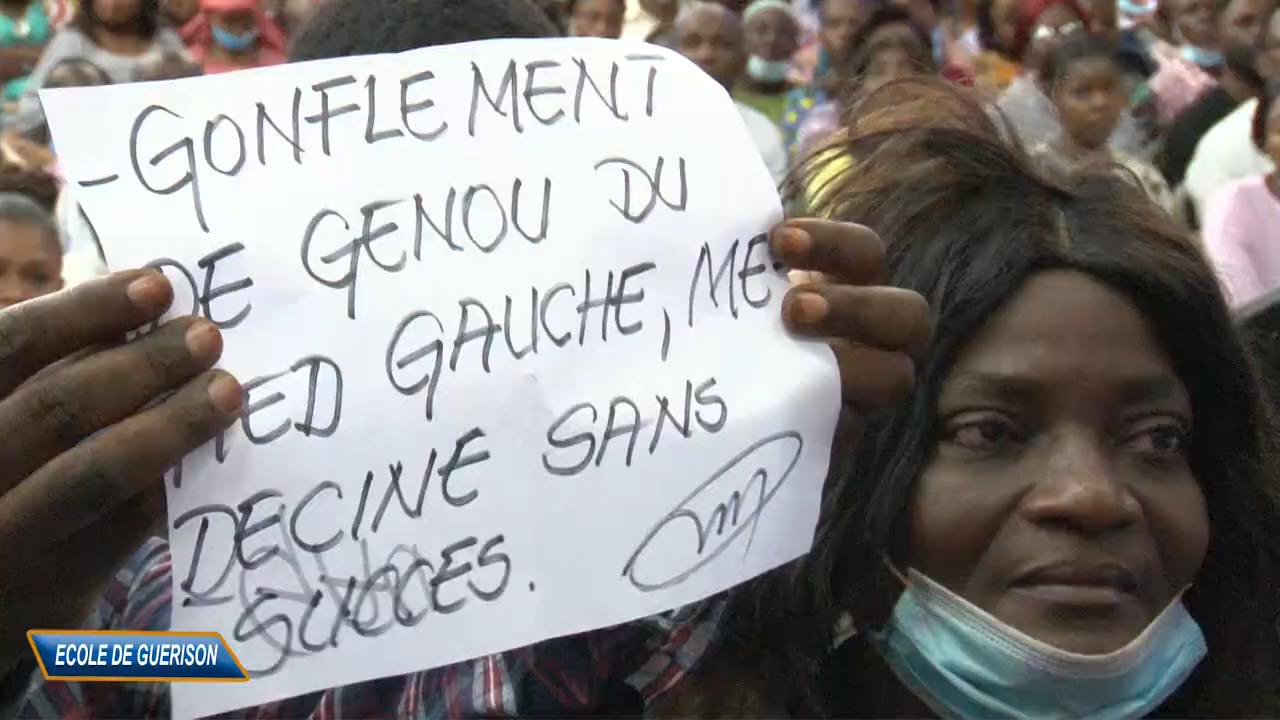 - GONFLEMENT
DE GENOU DU
PIED GAUCHE, ME-
DECINE SANS
SUCCES.
ECOLE DE GUERISON